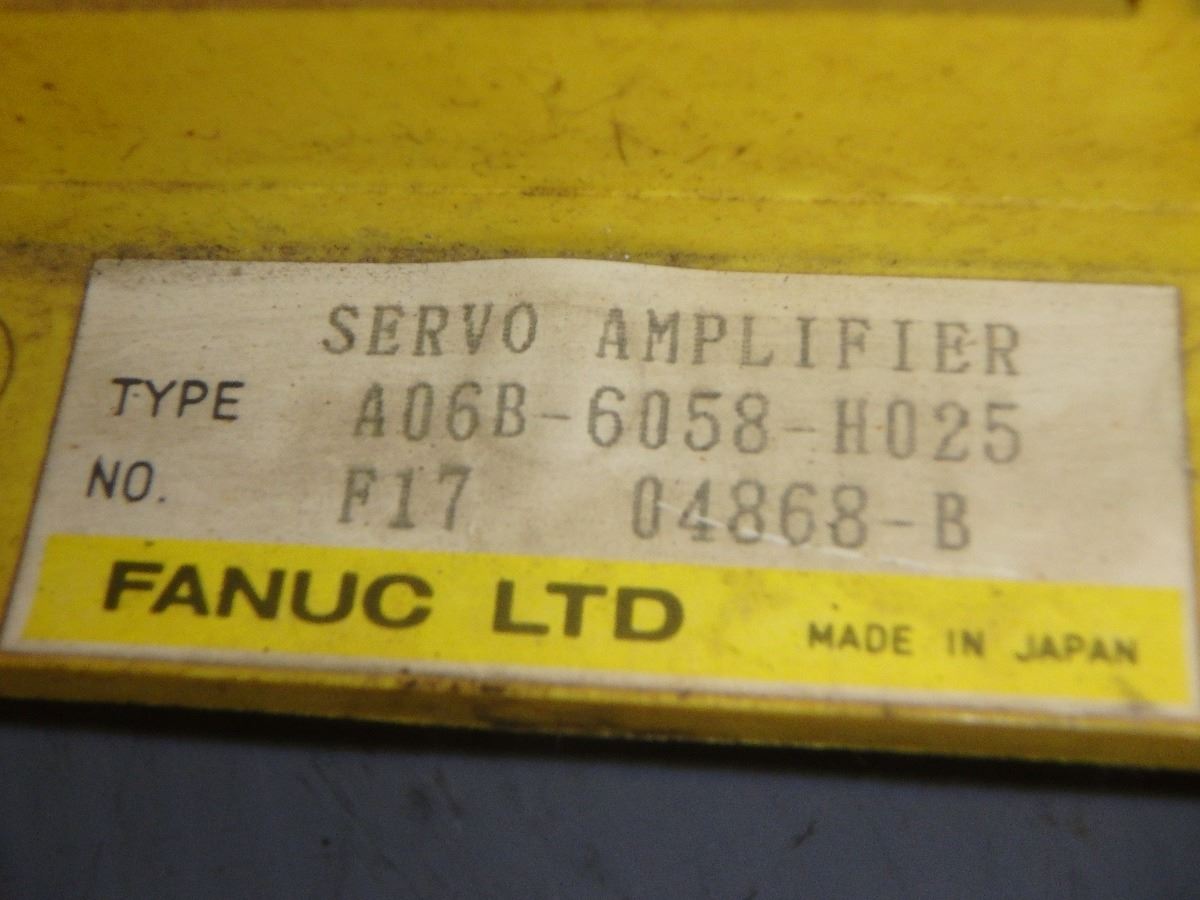 SERVO AMPLIFIER
TYPE A06B-6058-H025
NO. F17 04868-B
FANUC LTD MADE IN JAPAN